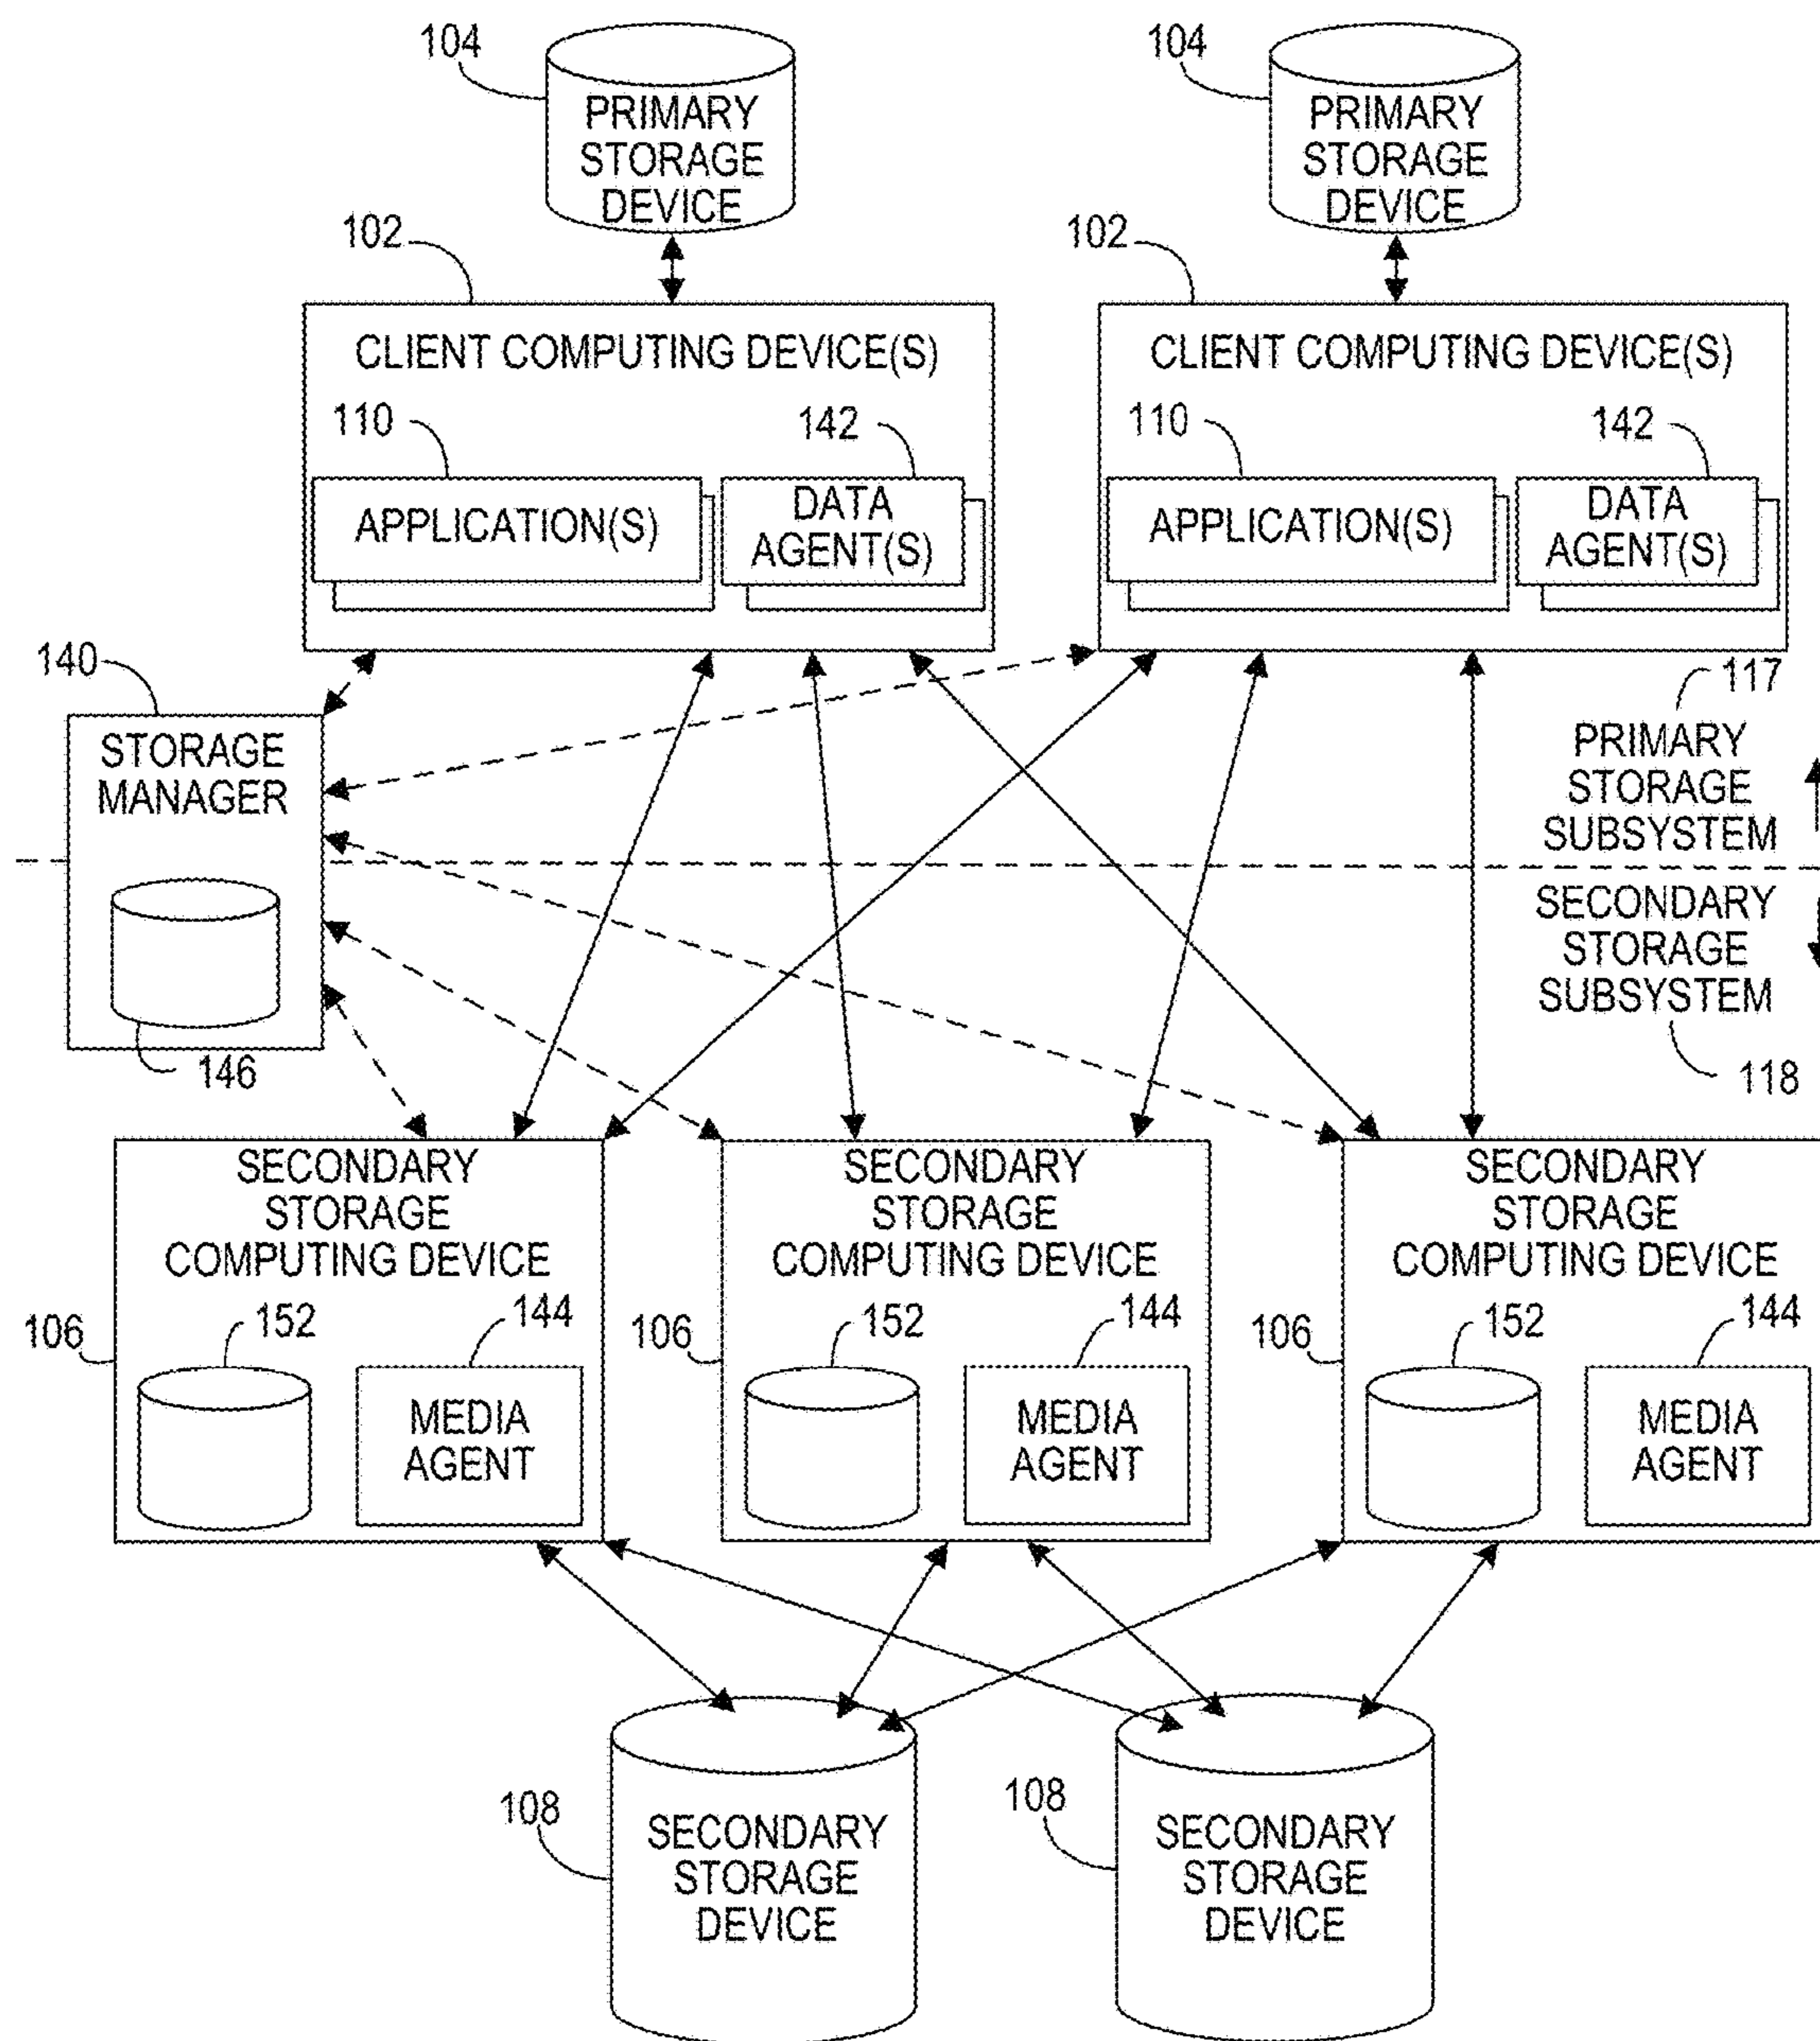 104
104
PRIMARY
STORAGE
DEVICE
PRIMARY
STORAGE
DEVICE
102
102
CLIENT COMPUTING DEVICE(S)
CLIENT COMPUTING DEVICE(S)
110
142
110
142
APPLICATION(S)
DATA
AGENT(S)
APPLICATION(S)
DATA
AGENT(S)
140
117
STORAGE
MANAGER
PRIMARY
STORAGE
SUBSYSTEM
SECONDARY
STORAGE
SUBSYSTEM
146
118
SECONDARY
STORAGE
COMPUTING DEVICE
SECONDARY
STORAGE
COMPUTING DEVICE
SECONDARY
STORAGE
COMPUTING DEVICE
106
152
144
106
152
144
106
152
144
MEDIA
AGENT
MEDIA
AGENT
MEDIA
AGENT
108
108
SECONDARY
STORAGE
DEVICE
SECONDARY
STORAGE
DEVICE